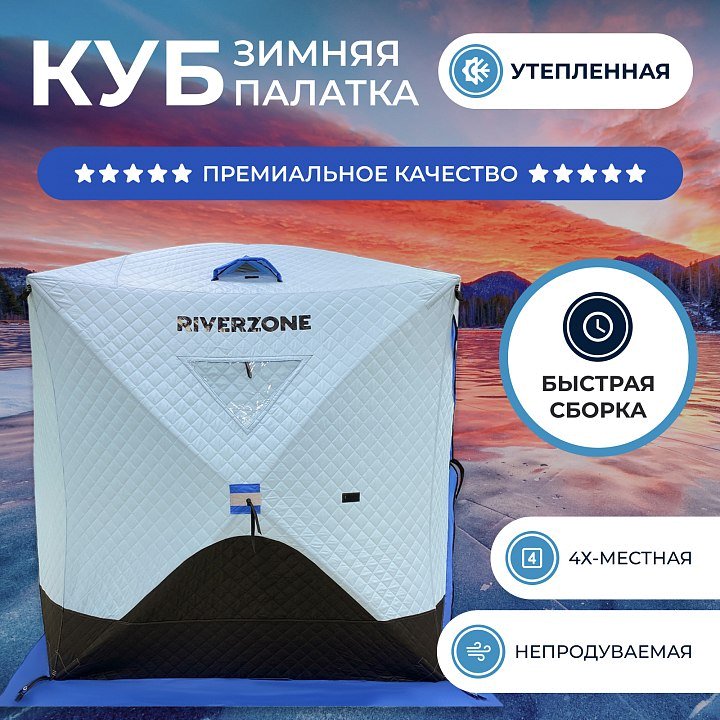 КУБ
ЗИМНЯЯ
ПАЛАТКА
УТЕПЛЕННАЯ
ПРЕМИАЛЬНОЕ КАЧЕСТВО
RIVERZONE
БЫСТРАЯ
СБОРКА
4
4Х-МЕСТНАЯ
НЕПРОДУВАЕМАЯ